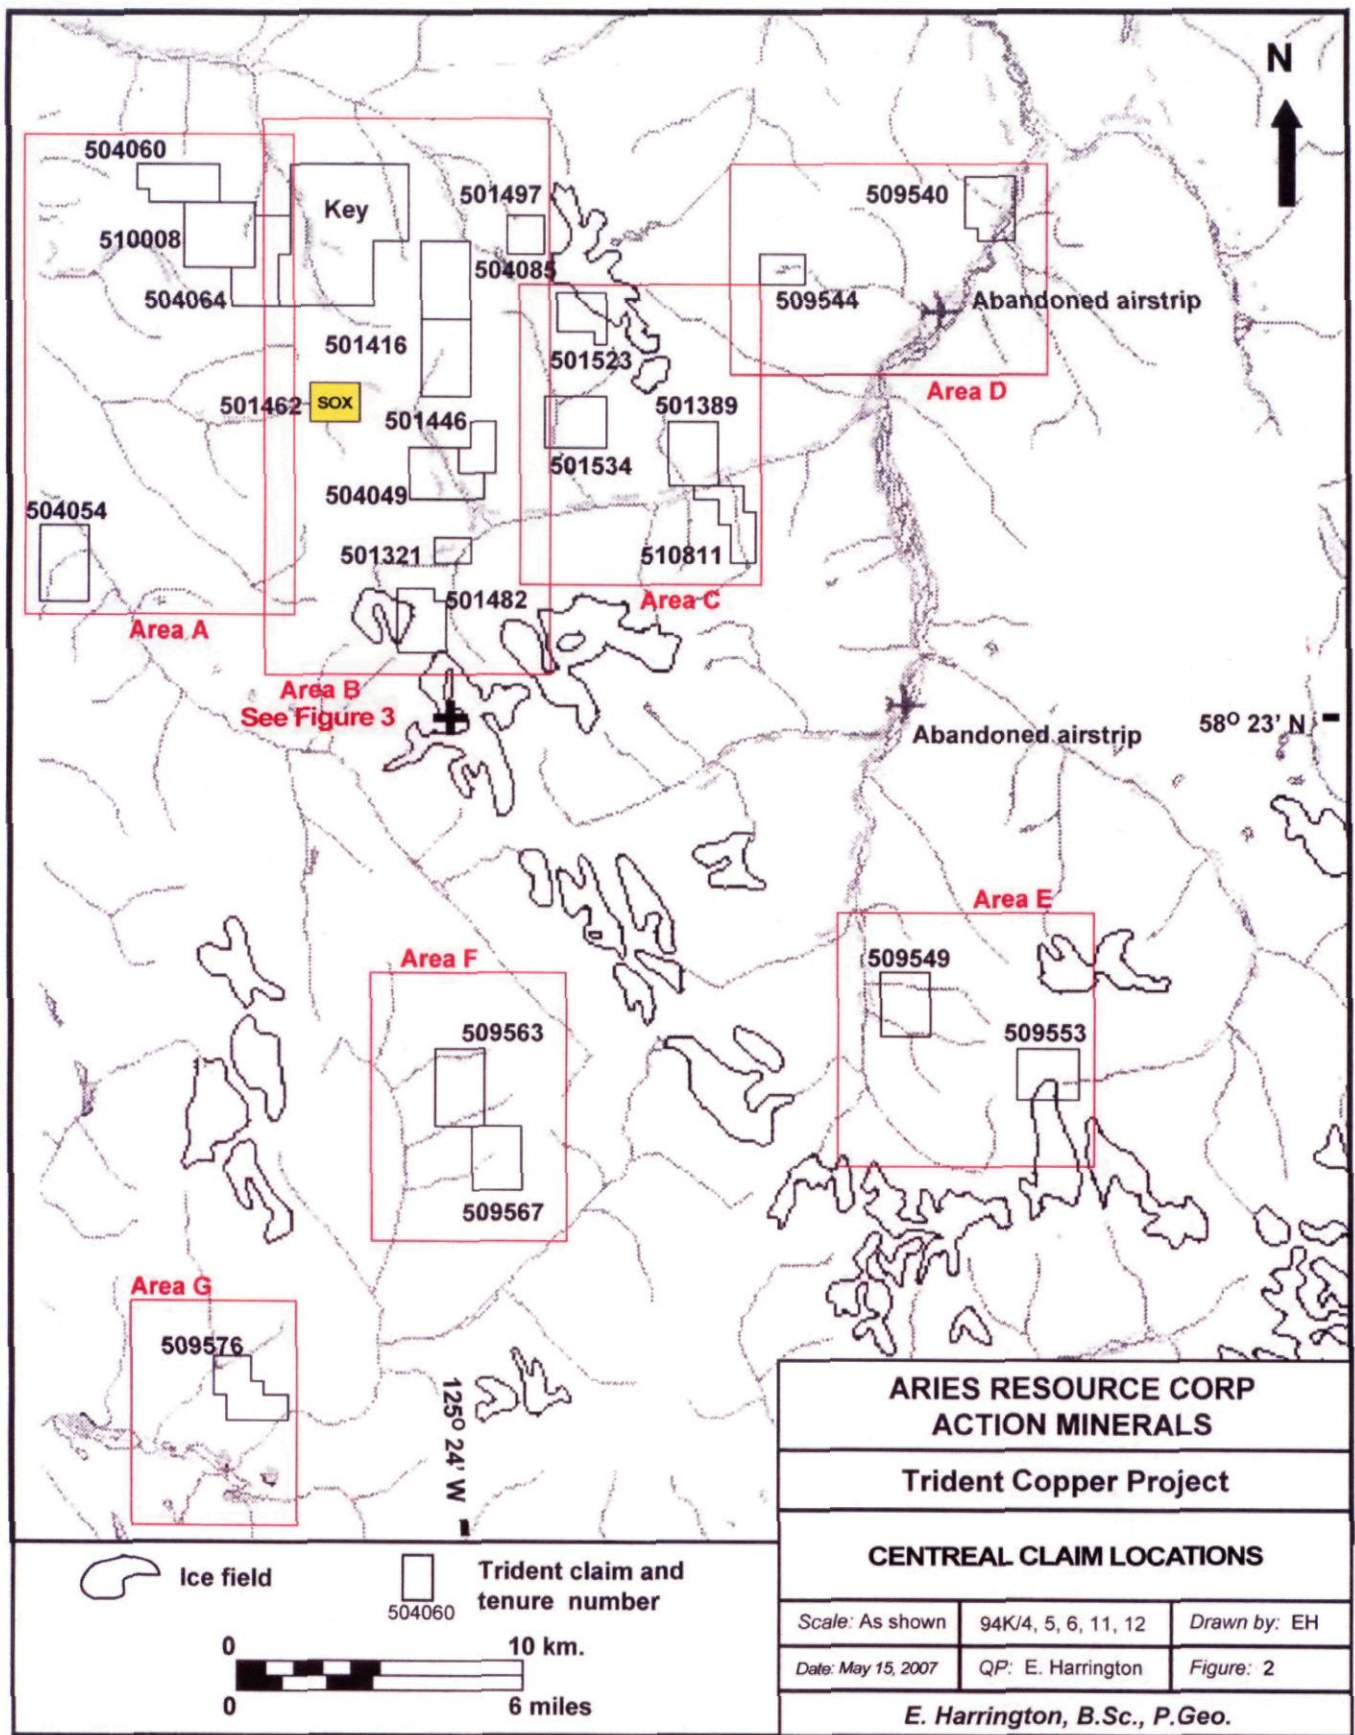 N
504060
510008
504064
Key
501497
504085
509540
509544
Abandoned airstrip
501416
501523
Area D
501462
SOX
501446
501389
501534
504049
504054
501321
510811
501482
Area C
Area A
Area B
See Figure 3
58° 23' N
Abandoned airstrip
Area E
Area F
509549
509563
509553
509567
Area G
509576
125° 24' W
ARIES RESOURCE CORP
ACTION MINERALS
Trident Copper Project
CENTREAL CLAIM LOCATIONS
Scale: As shown
94K/4, 5, 6, 11, 12
Drawn by: EH
Date: May 15, 2007
QP: E. Harrington
Figure: 2
E. Harrington, B.Sc., P.Geo.
Ice field
Trident claim and
tenure number
504060
0 10 km.
0 6 miles